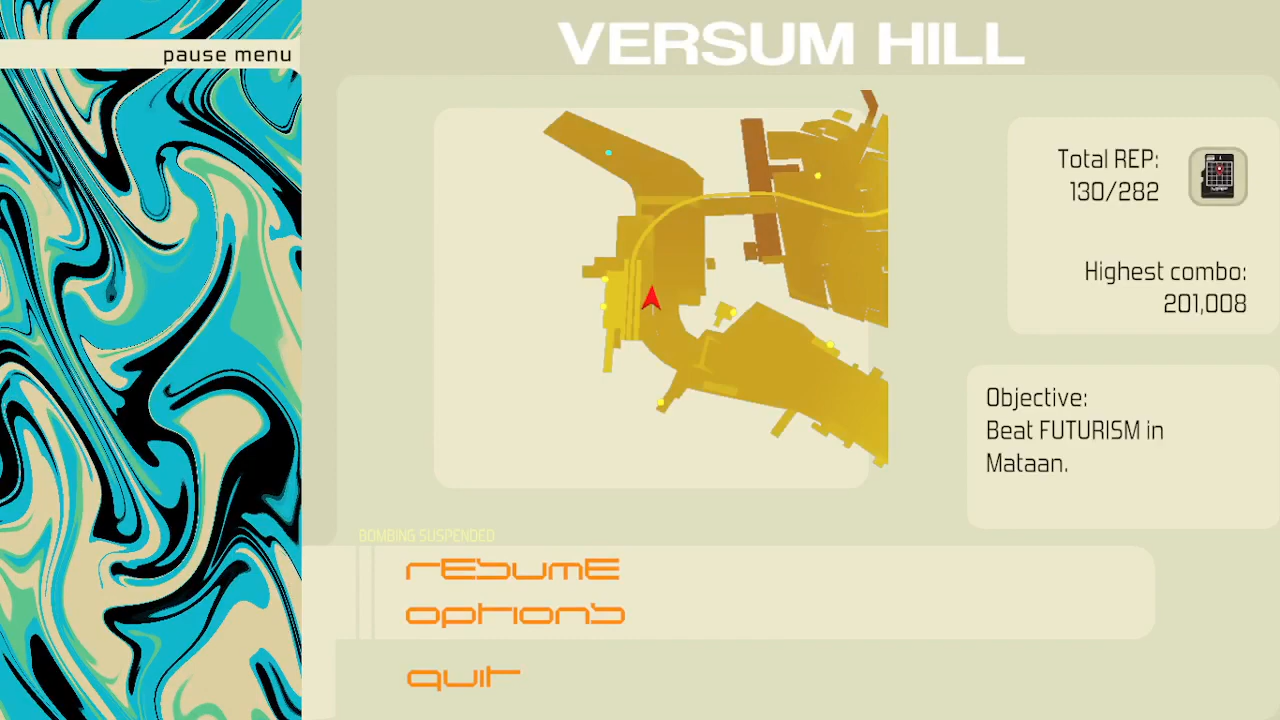 pause menu
VERSUM HILL
Total REP:
130/282
Highest combo:
201,008
Objective:
Beat FUTURISM in
Mataan.
BOMBING SUSPENDED
resume
options
quit